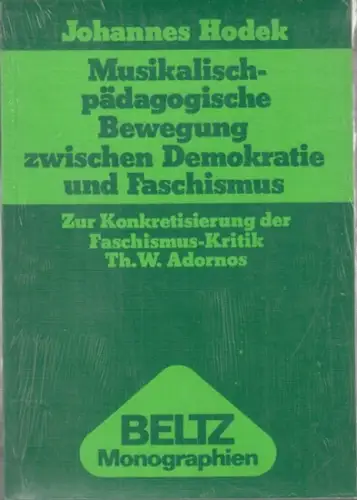 Johannes Hodek
Musikalisch-
pädagogische
Bewegung
zwischen Demokratie
und Faschismus
Zur Konkretisierung der
Faschismus-Kritik
Th.W. Adornos
BELTZ
Monographien